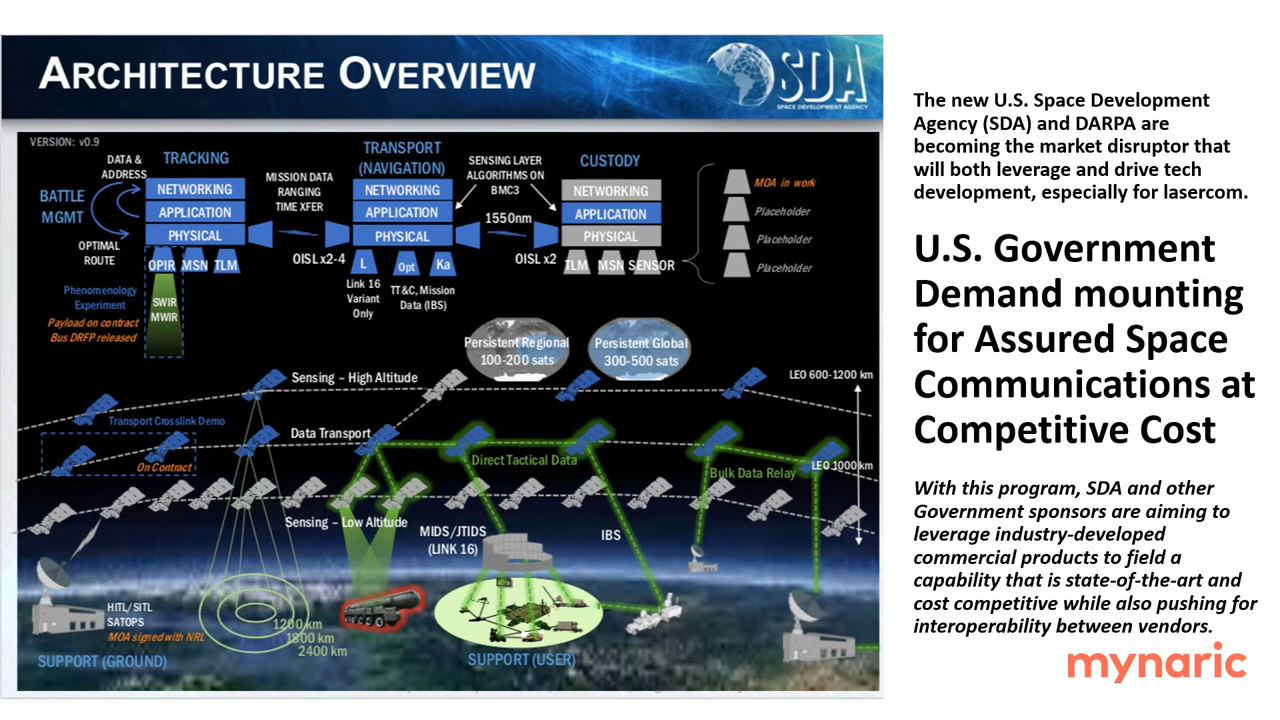 ARCHITECTURE OVERVIEW
SDA
SPACE DEVELOPMENT AGENCY
VERSION: v0.9
DATA &
ADDRESS
BATTLE
MGMT
OPTIMAL
ROUTE
TRACKING
NETWORKING
APPLICATION
PHYSICAL
OPIR MSN TLM
SWIR
MWIR
Phenomenology
Experiment
Payload on contract
Bus DRFP released
MISSION DATA
RANGING
TIME XFER
OISL x2-4
TRANSPORT
(NAVIGATION)
NETWORKING
APPLICATION
PHYSICAL
L Opt Ka
Link 16
Variant
Only
TT&C, Mission
Data (IBS)
SENSING LAYER
ALGORITHMS ON
BMC3
1550nm
OISL x2
CUSTODY
NETWORKING
APPLICATION
PHYSICAL
TLM MSN SENSOR
MOA in work
Placeholder
Placeholder
Placeholder
Persistent Regional
100-200 sats
Persistent Global
300-500 sats
Sensing – High Altitude
LEO 600-1200 km
Transport Crosslink Demo
On Contract
Data Transport
Direct Tactical Data
Bulk Data Relay
LEO 1000 km
Sensing – Low Altitude
MIDS/JTIDS
(LINK 16)
IBS
HITL/SITL
SATOPS
MOA signed with NRL
1200 km
1800 km
2400 km
SUPPORT (GROUND)
SUPPORT (USER)
The new U.S. Space Development
Agency (SDA) and DARPA are
becoming the market disruptor that
will both leverage and drive tech
development, especially for lasercom.
U.S. Government
Demand mounting
for Assured Space
Communications at
Competitive Cost
With this program, SDA and other
Government sponsors are aiming to
leverage industry-developed
commercial products to field a
capability that is state-of-the-art and
cost competitive while also pushing for
interoperability between vendors.
mynaric